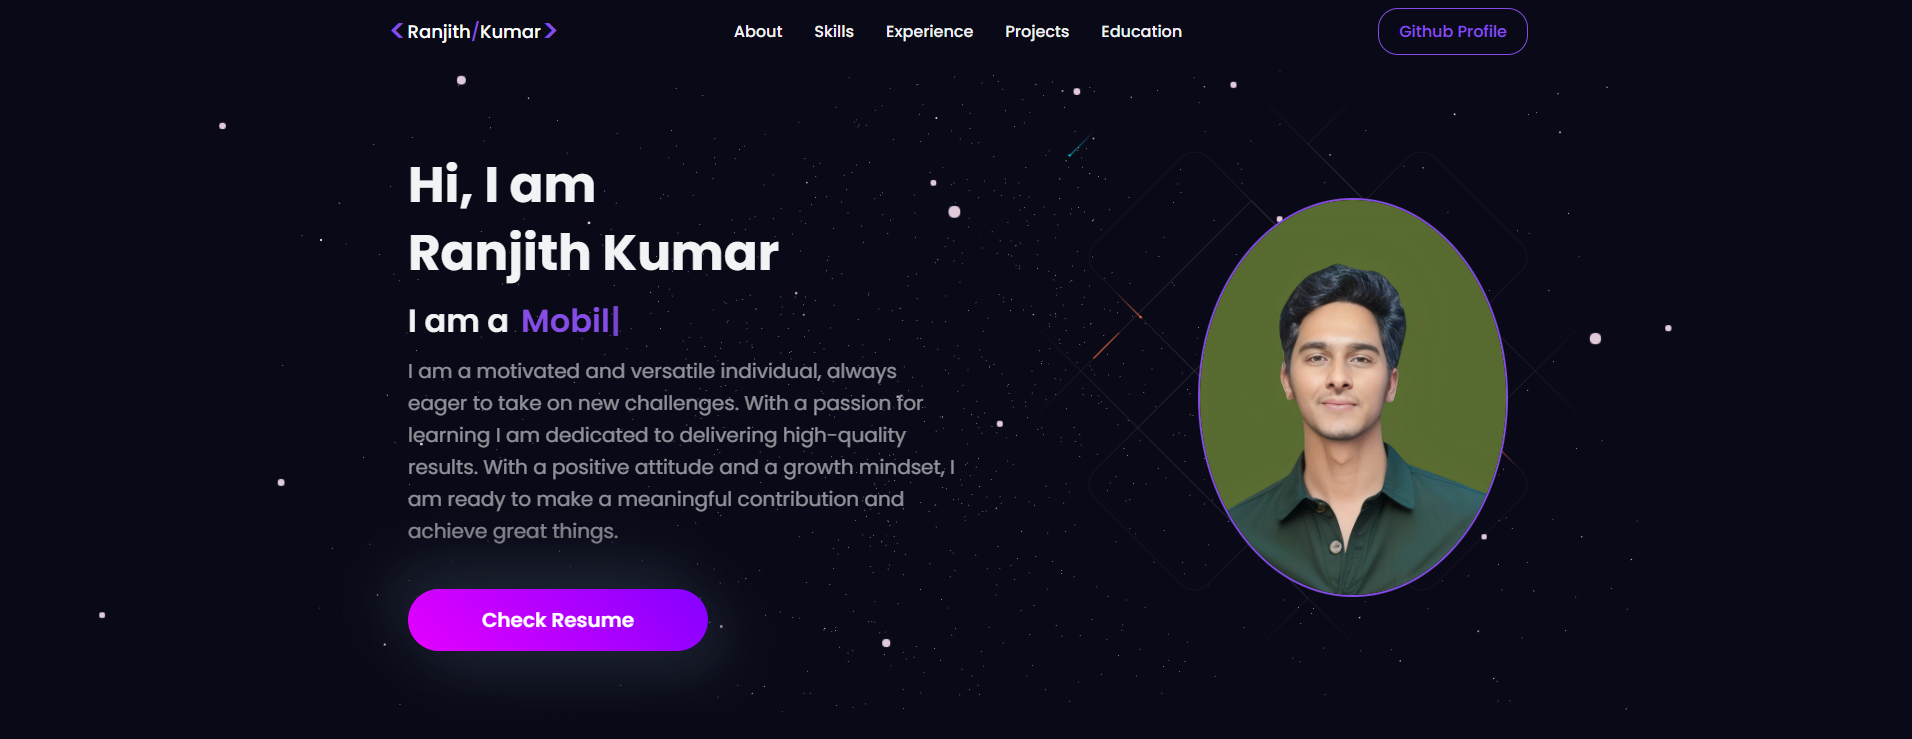 <Ranjith/Kumar>
About Skills Experience Projects Education
Github Profile
Hi, I am
Ranjith Kumar
I am a Mobil|
I am a motivated and versatile individual, always
eager to take on new challenges. With a passion for
learning I am dedicated to delivering high-quality
results. With a positive attitude and a growth mindset, I
am ready to make a meaningful contribution and
achieve great things.
Check Resume